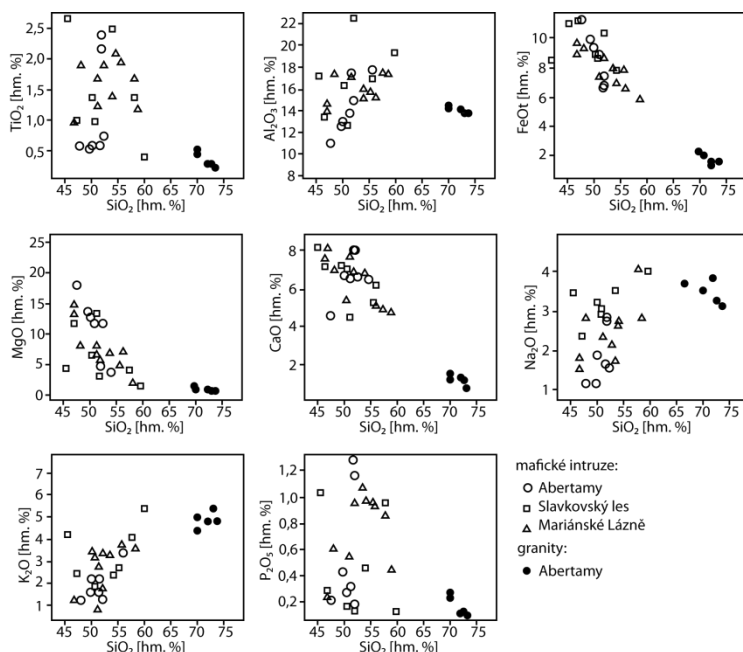 TiO2 [hm. %]
2,5
2,0
1,5
1,0
0,5
45 50 55 60 65 70 75
SiO2 [hm. %]
Al2O3 [hm. %]
22
20
18
16
14
12
10
8
45 50 55 60 65 70 75
SiO2 [hm. %]
FeOt [hm. %]
10
8
6
4
2
45 50 55 60 65 70 75
SiO2 [hm. %]
MgO [hm. %]
25
20
15
10
5
0
45 50 55 60 65 70 75
SiO2 [hm. %]
CaO [hm. %]
8
6
4
2
45 50 55 60 65 70 75
SiO2 [hm. %]
Na2O [hm. %]
4
3
2
1
45 50 55 60 65 70 75
SiO2 [hm. %]
K2O [hm. %]
7
6
5
4
3
2
1
45 50 55 60 65 70 75
SiO2 [hm. %]
P2O5 [hm. %]
1,2
1,0
0,8
0,6
0,4
0,2
45 50 55 60 65 70 75
SiO2 [hm. %]
mafické intruze:
Abertamy
Slavkovský les
Mariánské Lázně
granity:
Abertamy